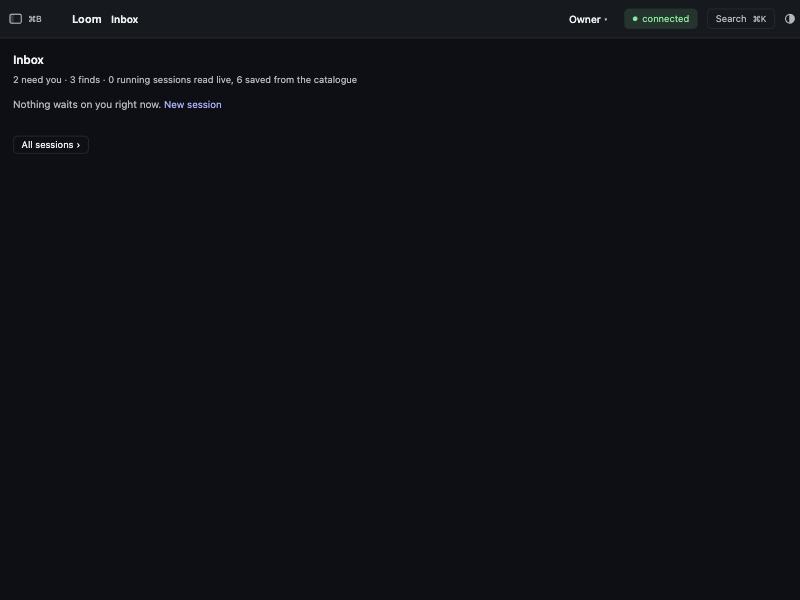 ⌘B Loom Inbox Owner connected Search ⌘K
Inbox
2 need you · 3 finds · 0 running sessions read live, 6 saved from the catalogue
Nothing waits on you right now. New session
All sessions ›